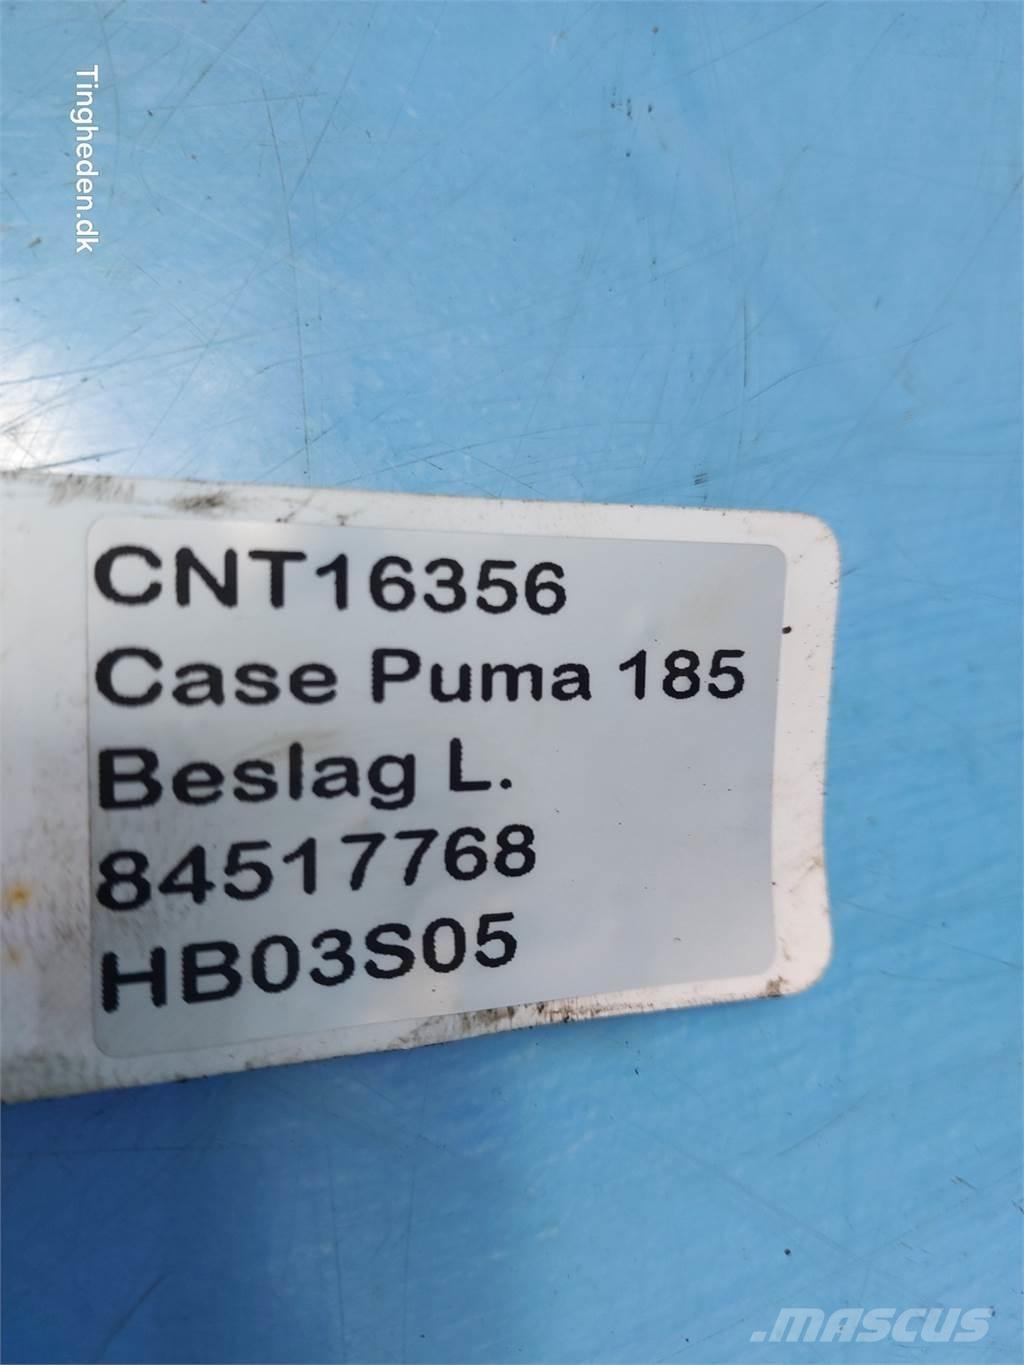 Tingheden.dk
CNT16356
Case Puma 185
Beslag L.
84517768
HB03S05
.MASCUS